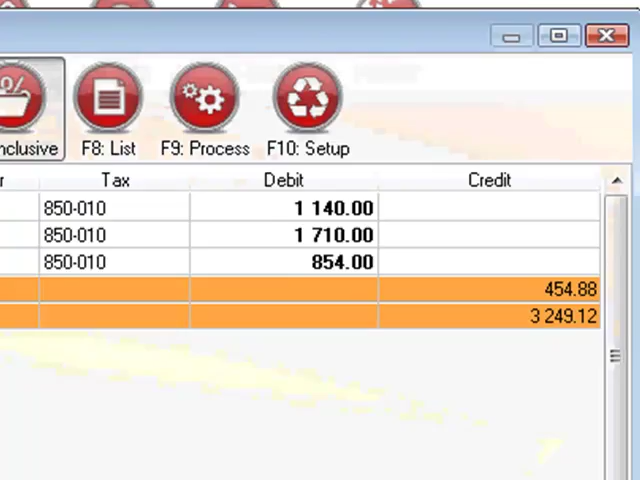 %
nclusive F8: List F9: Process F10: Setup
r Tax Debit Credit
850-010 1 140.00
850-010 1 710.00
850-010 854.00
454.88
3 249.12